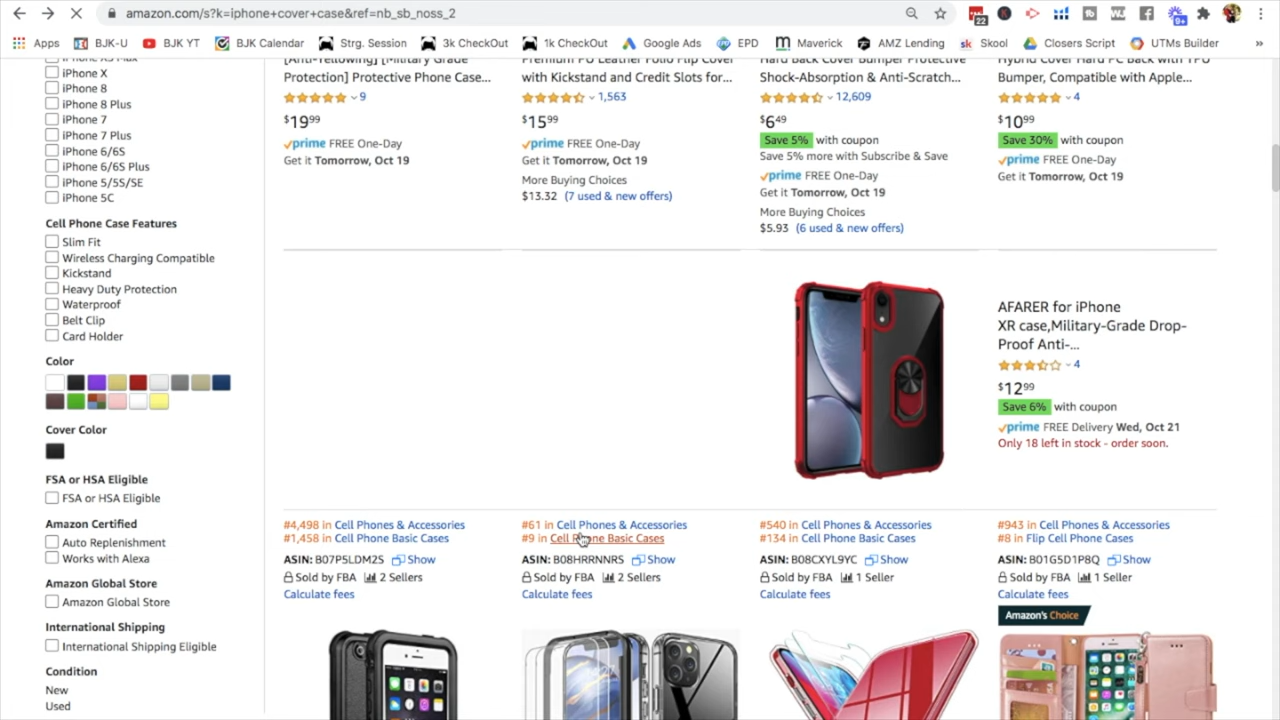 amazon.com/s?k=iphone+cover+case&ref=nb_sb_noss_2
22
9+
Apps
BJK-U
BJK YT
BJK Calendar
Strg. Session
3k CheckOut
1k CheckOut
Google Ads
EPD
Maverick
AMZ Lending
sk Skool
Closers Script
UTMs Builder
»
iPhone X
iPhone 8
iPhone 8 Plus
iPhone 7
iPhone 7 Plus
iPhone 6/6S
iPhone 6/6S Plus
iPhone 5/5S/SE
iPhone 5C
Cell Phone Case Features
Slim Fit
Wireless Charging Compatible
Kickstand
Heavy Duty Protection
Waterproof
Belt Clip
Card Holder
Color
Cover Color
FSA or HSA Eligible
FSA or HSA Eligible
Amazon Certified
Auto Replenishment
Works with Alexa
Amazon Global Store
Amazon Global Store
International Shipping
International Shipping Eligible
Condition
New
Used
[Anti-Yellowing] [Military Grade
Protection] Protective Phone Case...
9
$19.99
prime FREE One-Day
Get it Tomorrow, Oct 19
Premium PU Leather Folio Flip Cover
with Kickstand and Credit Slots for...
1,563
$15.99
prime FREE One-Day
Get it Tomorrow, Oct 19
More Buying Choices
$13.32 (7 used & new offers)
Hard Back Cover Bumper Protective
Shock-Absorption & Anti-Scratch...
12,609
$6.49
Save 5% with coupon
Save 5% more with Subscribe & Save
prime FREE One-Day
Get it Tomorrow, Oct 19
More Buying Choices
$5.93 (6 used & new offers)
Hybrid Cover Hard PC Back with TPU
Bumper, Compatible with Apple...
4
$10.99
Save 30% with coupon
prime FREE One-Day
Get it Tomorrow, Oct 19
AFARER for iPhone
XR case,Military-Grade Drop-
Proof Anti-...
4
$12.99
Save 6% with coupon
prime FREE Delivery Wed, Oct 21
Only 18 left in stock - order soon.
#4,498 in Cell Phones & Accessories
#1,458 in Cell Phone Basic Cases
ASIN: B07P5LDM2S Show
Sold by FBA 2 Sellers
Calculate fees
#61 in Cell Phones & Accessories
#9 in Cell Phone Basic Cases
ASIN: B08HRRNNRS Show
Sold by FBA 2 Sellers
Calculate fees
#540 in Cell Phones & Accessories
#134 in Cell Phone Basic Cases
ASIN: B08CXYL9YC Show
Sold by FBA 1 Seller
Calculate fees
#943 in Cell Phones & Accessories
#8 in Flip Cell Phone Cases
ASIN: B01G5D1P8Q Show
Sold by FBA 1 Seller
Calculate fees
Amazon's Choice